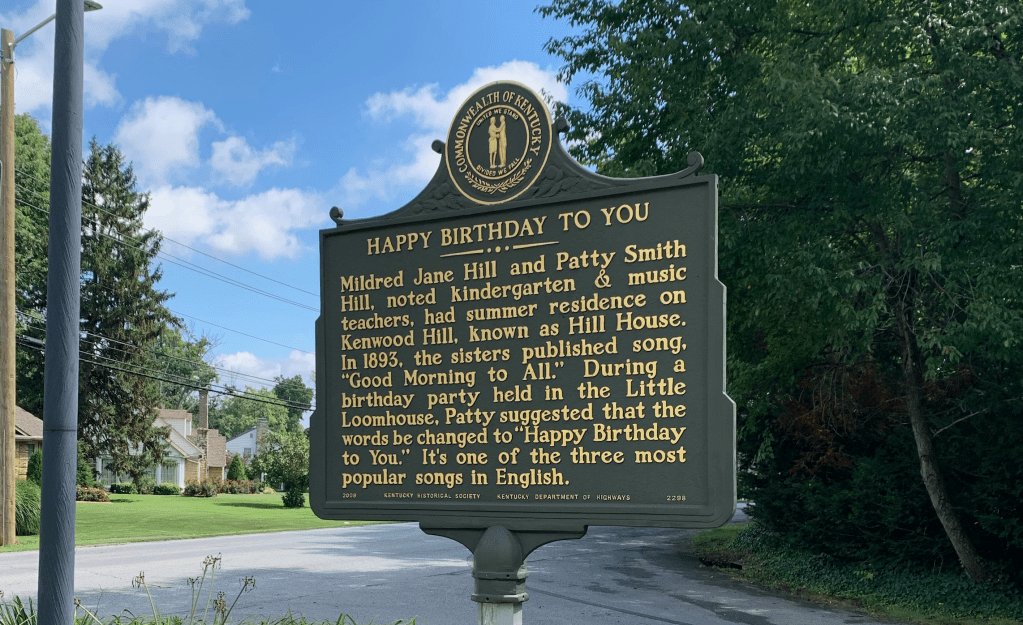 COMMONWEALTH OF KENTUCKY
UNITED WE STAND
DIVIDED WE FALL
HAPPY BIRTHDAY TO YOU
Mildred Jane Hill and Patty Smith
Hill, noted kindergarten & music
teachers, had summer residence on
Kenwood Hill, known as Hill House.
In 1893, the sisters published song,
“Good Morning to All.” During a
birthday party held in the Little
Loomhouse, Patty suggested that the
words be changed to “Happy Birthday
to You.” It's one of the three most
popular songs in English.
2009 KENTUCKY HISTORICAL SOCIETY KENTUCKY DEPARTMENT OF HIGHWAYS 2298